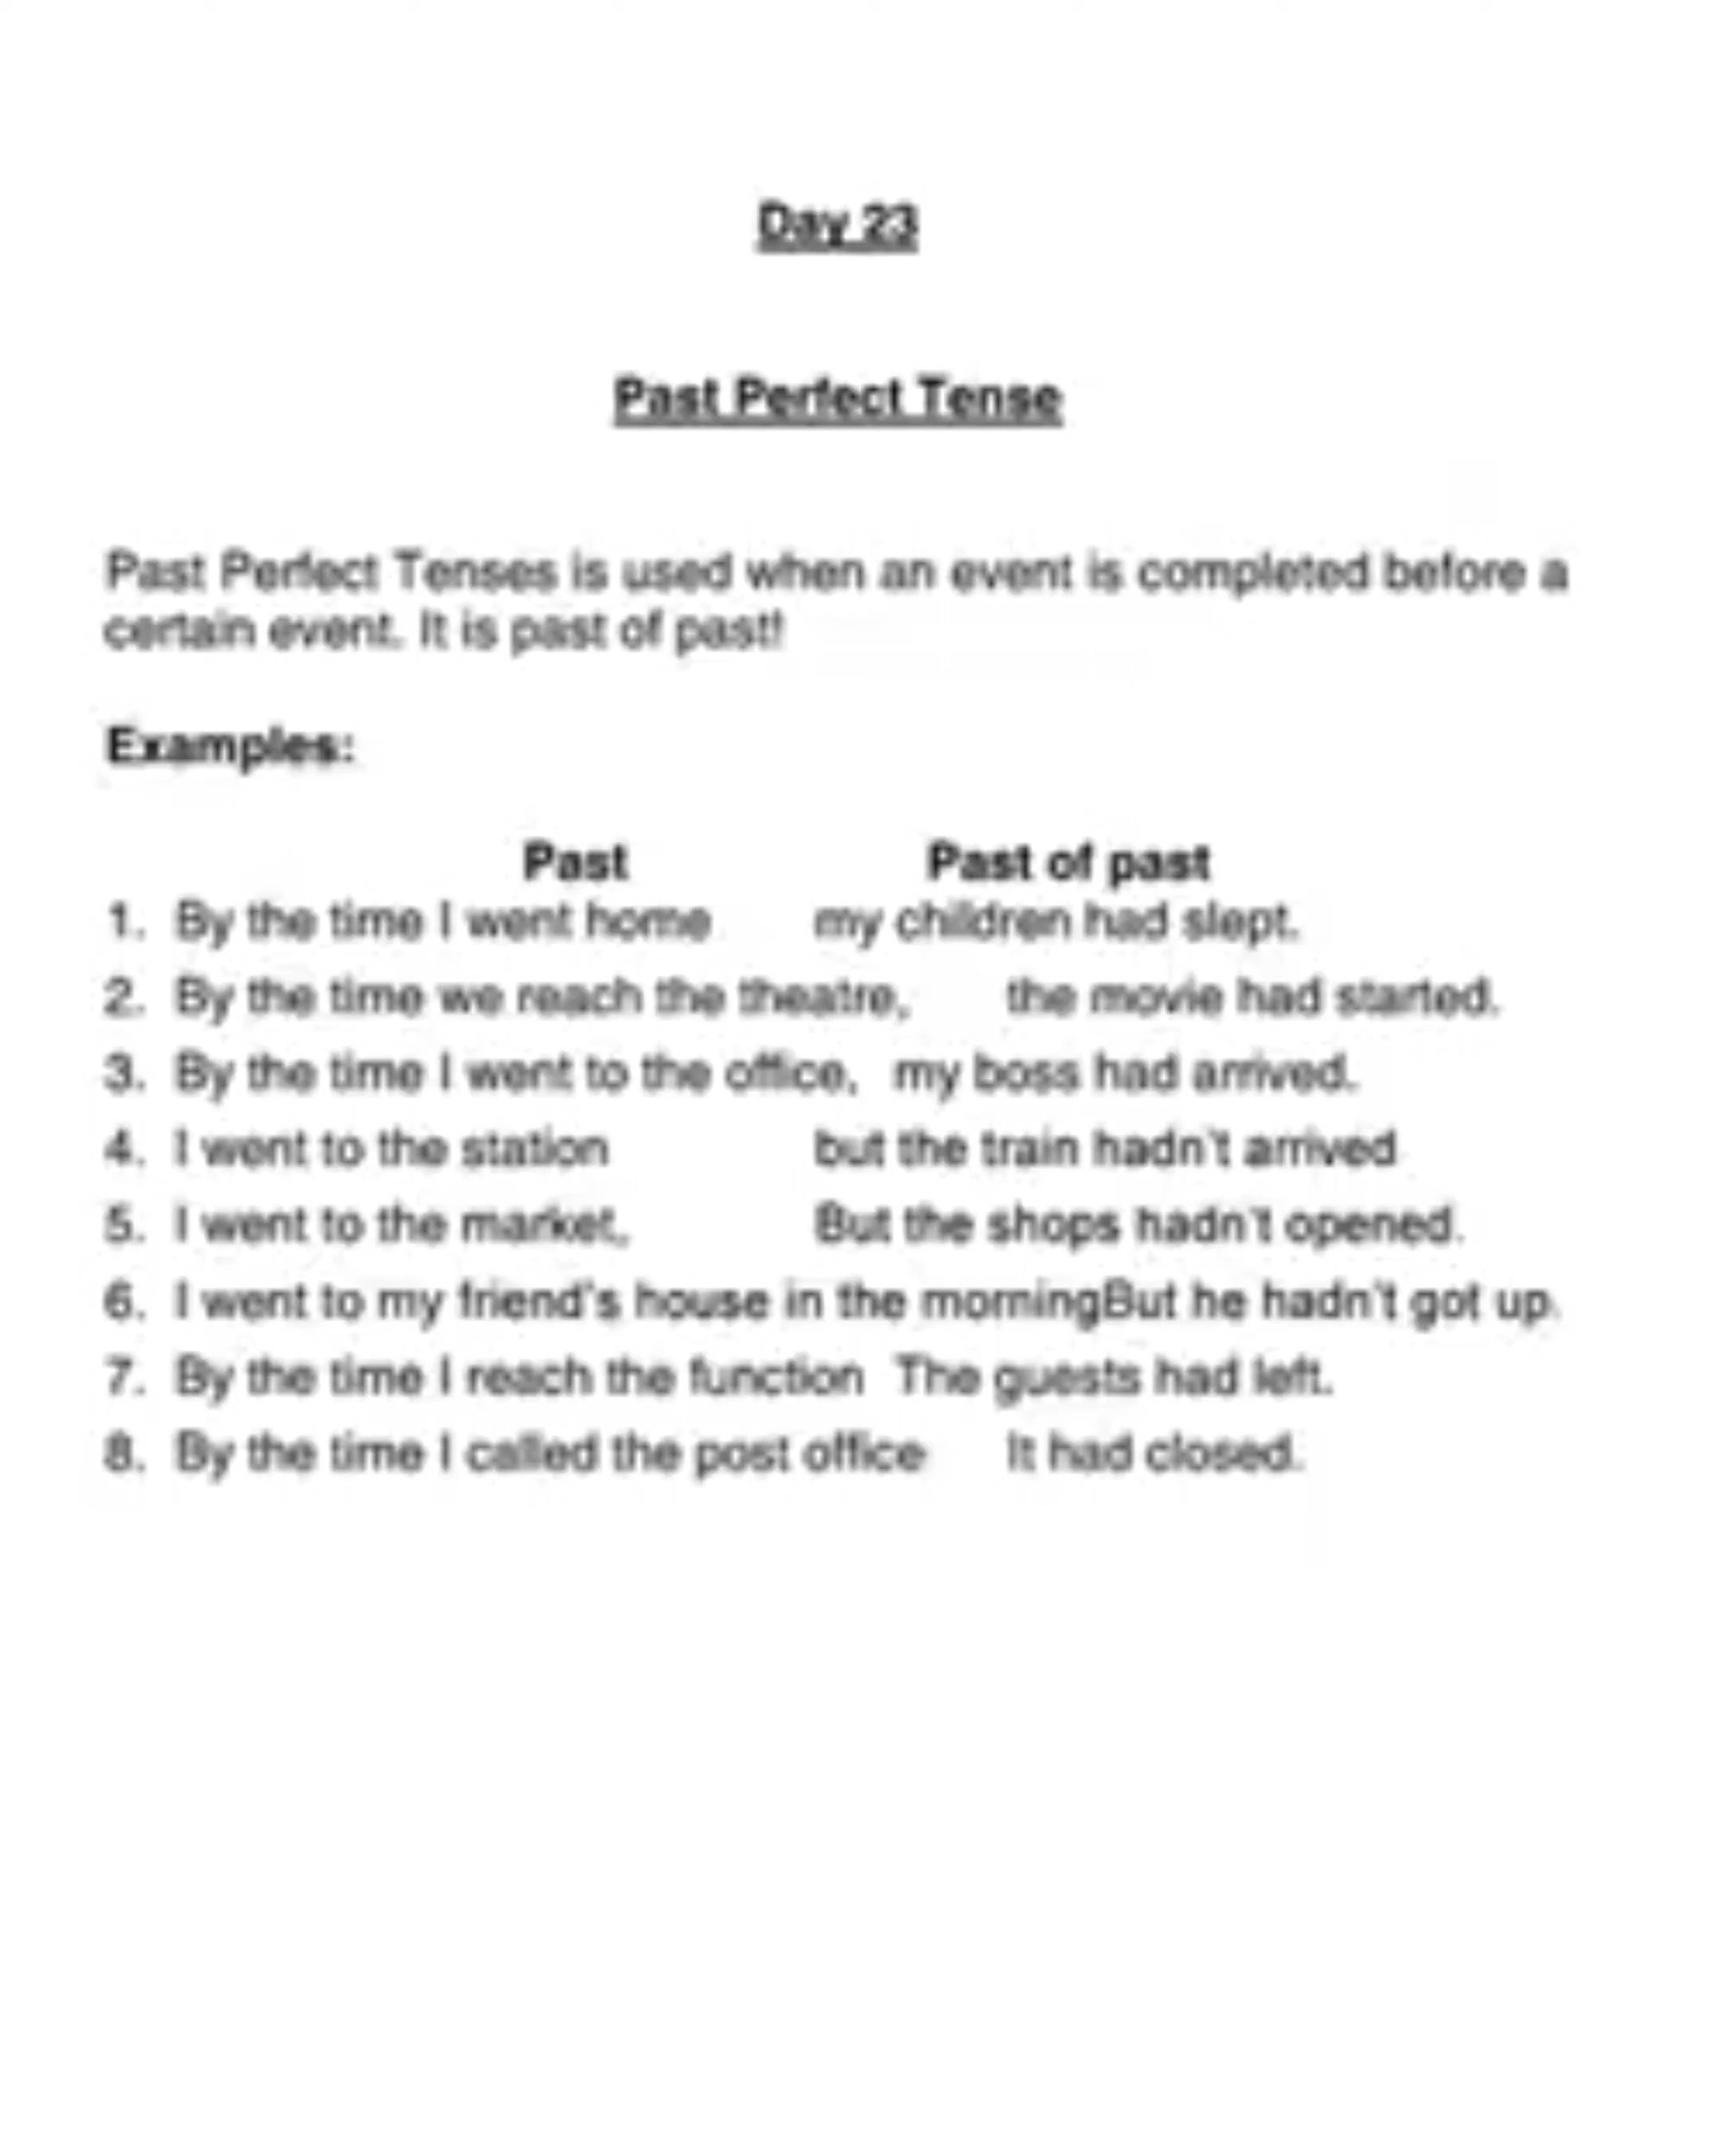 Day 23
Past Perfect Tense
Past Perfect Tenses is used when an event is completed before a
certain event. It is past of past!
Examples:
Past Past of past
1. By the time I went home my children had slept.
2. By the time we reach the theatre, the movie had started.
3. By the time I went to the office, my boss had arrived.
4. I went to the station but the train hadn't arrived
5. I went to the market, But the shops hadn't opened.
6. I went to my friend's house in the morningBut he hadn't got up.
7. By the time I reach the function The guests had left.
8. By the time I called the post office It had closed.